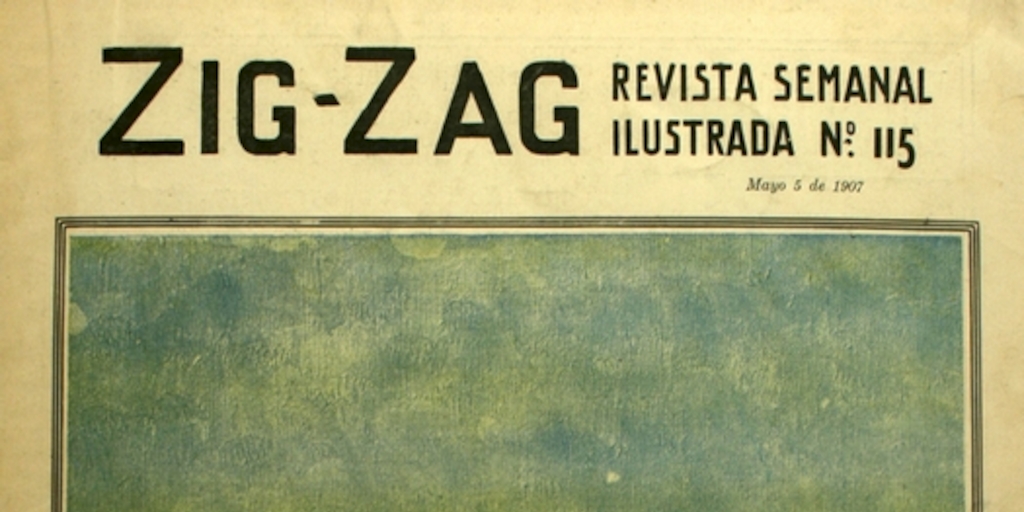 ZIG-ZAG
REVISTA SEMANAL
ILUSTRADA Nº 115
Mayo 5 de 1907